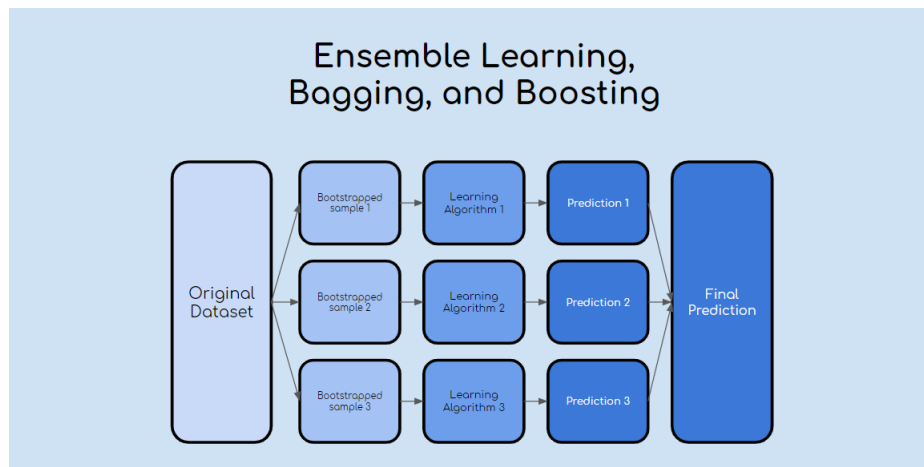 Ensemble Learning,
Bagging, and Boosting
Original
Dataset
Bootstrapped
sample 1
Learning
Algorithm 1
Prediction 1
Bootstrapped
sample 2
Learning
Algorithm 2
Prediction 2
Bootstrapped
sample 3
Learning
Algorithm 3
Prediction 3
Final
Prediction